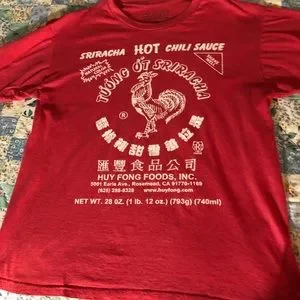 SRIRACHA HOT CHILI SAUCE
TƯƠNG ỚT SRIRACHA
®
匯豐食品公司
HUY FONG FOODS, INC.
5001 Earle Ave., Rosemead, CA 91770-1169
(626) 286-8328 www.huyfong.com
NET WT. 28 OZ. (1 lb. 12 oz.) (793g) (740ml)